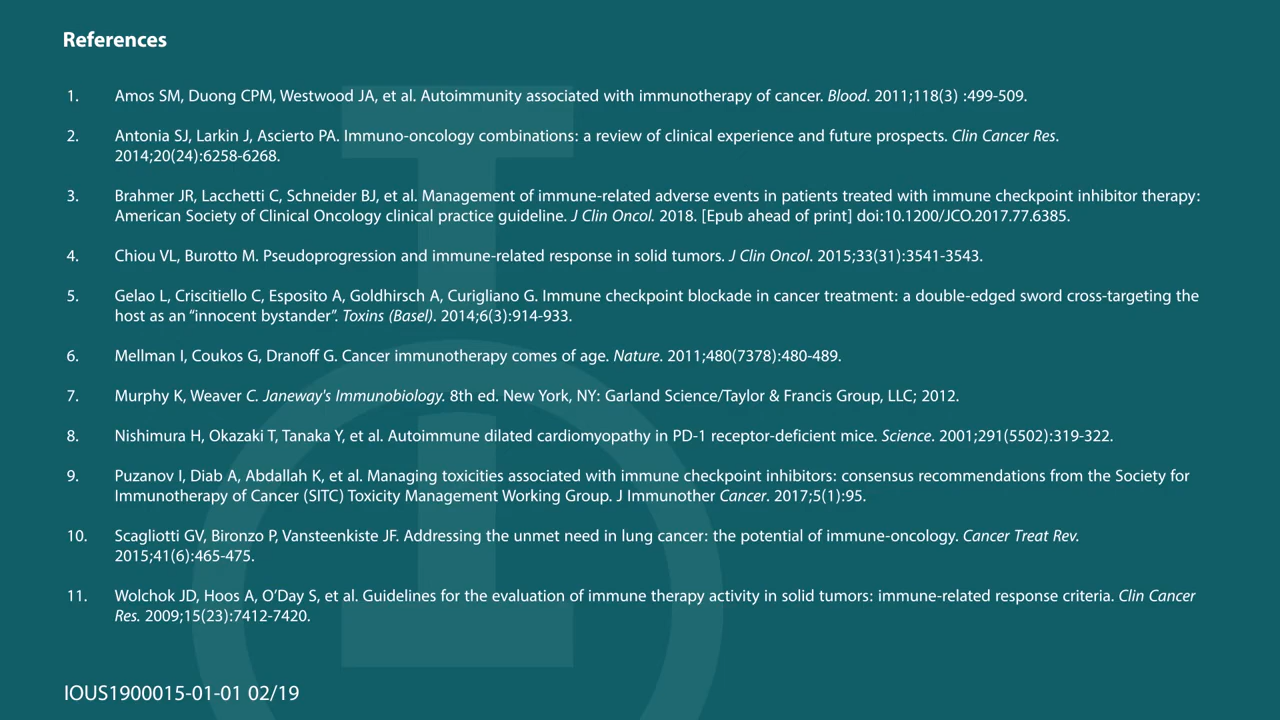 References
1. Amos SM, Duong CPM, Westwood JA, et al. Autoimmunity associated with immunotherapy of cancer. Blood. 2011;118(3) :499-509.
2. Antonia SJ, Larkin J, Ascierto PA. Immuno-oncology combinations: a review of clinical experience and future prospects. Clin Cancer Res.
2014;20(24):6258-6268.
3. Brahmer JR, Lacchetti C, Schneider BJ, et al. Management of immune-related adverse events in patients treated with immune checkpoint inhibitor therapy:
American Society of Clinical Oncology clinical practice guideline. J Clin Oncol. 2018. [Epub ahead of print] doi:10.1200/JCO.2017.77.6385.
4. Chiou VL, Burotto M. Pseudoprogression and immune-related response in solid tumors. J Clin Oncol. 2015;33(31):3541-3543.
5. Gelao L, Criscitiello C, Esposito A, Goldhirsch A, Curigliano G. Immune checkpoint blockade in cancer treatment: a double-edged sword cross-targeting the
host as an “innocent bystander”. Toxins (Basel). 2014;6(3):914-933.
6. Mellman I, Coukos G, Dranoff G. Cancer immunotherapy comes of age. Nature. 2011;480(7378):480-489.
7. Murphy K, Weaver C. Janeway's Immunobiology. 8th ed. New York, NY: Garland Science/Taylor & Francis Group, LLC; 2012.
8. Nishimura H, Okazaki T, Tanaka Y, et al. Autoimmune dilated cardiomyopathy in PD-1 receptor-deficient mice. Science. 2001;291(5502):319-322.
9. Puzanov I, Diab A, Abdallah K, et al. Managing toxicities associated with immune checkpoint inhibitors: consensus recommendations from the Society for
Immunotherapy of Cancer (SITC) Toxicity Management Working Group. J Immunother Cancer. 2017;5(1):95.
10. Scagliotti GV, Bironzo P, Vansteenkiste JF. Addressing the unmet need in lung cancer: the potential of immune-oncology. Cancer Treat Rev.
2015;41(6):465-475.
11. Wolchok JD, Hoos A, O’Day S, et al. Guidelines for the evaluation of immune therapy activity in solid tumors: immune-related response criteria. Clin Cancer
Res. 2009;15(23):7412-7420.
IOUS1900015-01-01 02/19